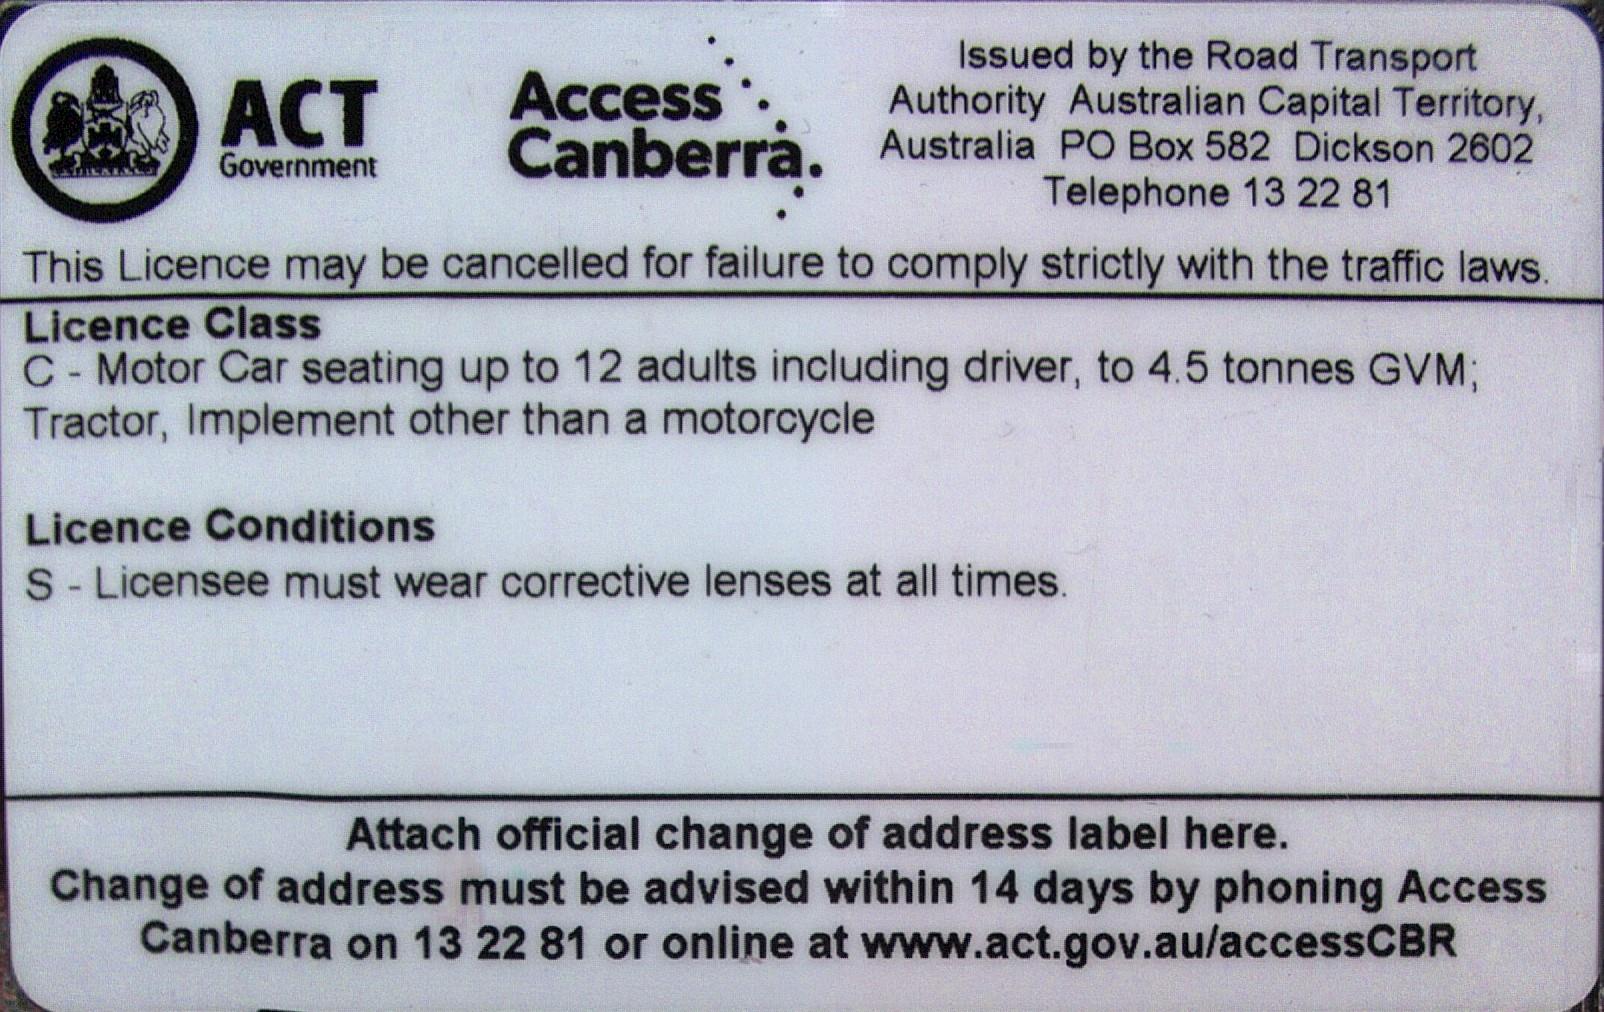 ACT
Government
Access
Canberra.
Issued by the Road Transport
Authority Australian Capital Territory,
Australia PO Box 582 Dickson 2602
Telephone 13 22 81
This Licence may be cancelled for failure to comply strictly with the traffic laws.
Licence Class
C - Motor Car seating up to 12 adults including driver, to 4.5 tonnes GVM;
Tractor, Implement other than a motorcycle
Licence Conditions
S - Licensee must wear corrective lenses at all times.
Attach official change of address label here.
Change of address must be advised within 14 days by phoning Access
Canberra on 13 22 81 or online at www.act.gov.au/accessCBR